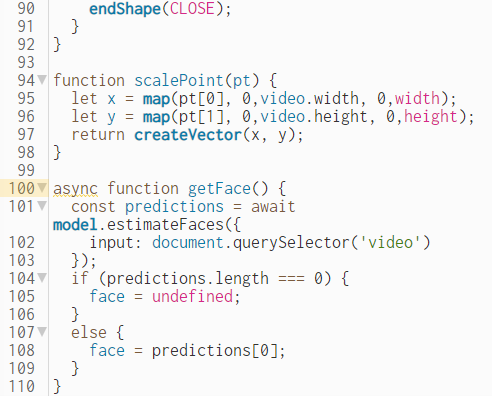 90     endShape(CLOSE);
91   }
92 }
93
94 function scalePoint(pt) {
95   let x = map(pt[0], 0,video.width, 0,width);
96   let y = map(pt[1], 0,video.height, 0,height);
97   return createVector(x, y);
98 }
99
100 async function getFace() {
101   const predictions = await
model.estimateFaces({
102     input: document.querySelector('video')
103   });
104   if (predictions.length === 0) {
105     face = undefined;
106   }
107   else {
108     face = predictions[0];
109   }
110 }